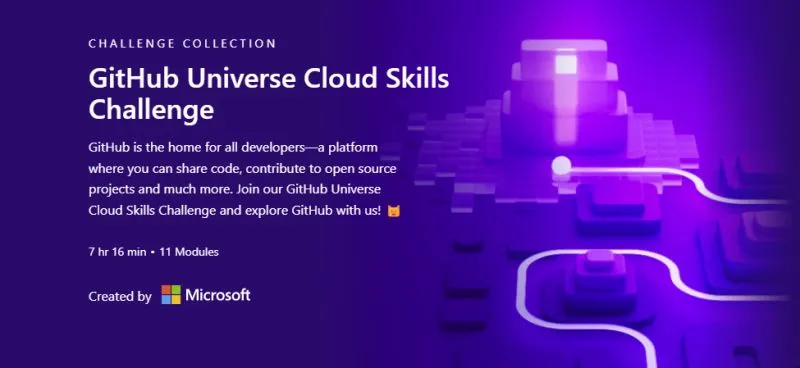 CHALLENGE COLLECTION
GitHub Universe Cloud Skills
Challenge
GitHub is the home for all developers—a platform
where you can share code, contribute to open source
projects and much more. Join our GitHub Universe
Cloud Skills Challenge and explore GitHub with us! 🐱
7 hr 16 min • 11 Modules
Created by Microsoft